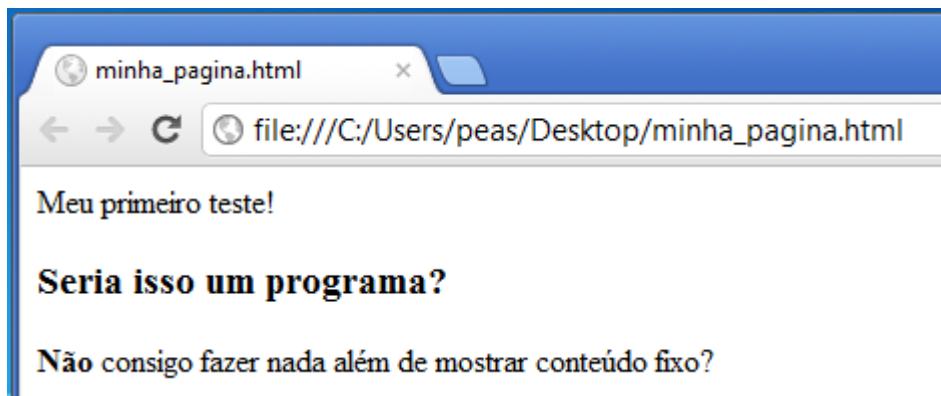 minha_pagina.html
file:///C:/Users/peas/Desktop/minha_pagina.html
Meu primeiro teste!
Seria isso um programa?
Não consigo fazer nada além de mostrar conteúdo fixo?